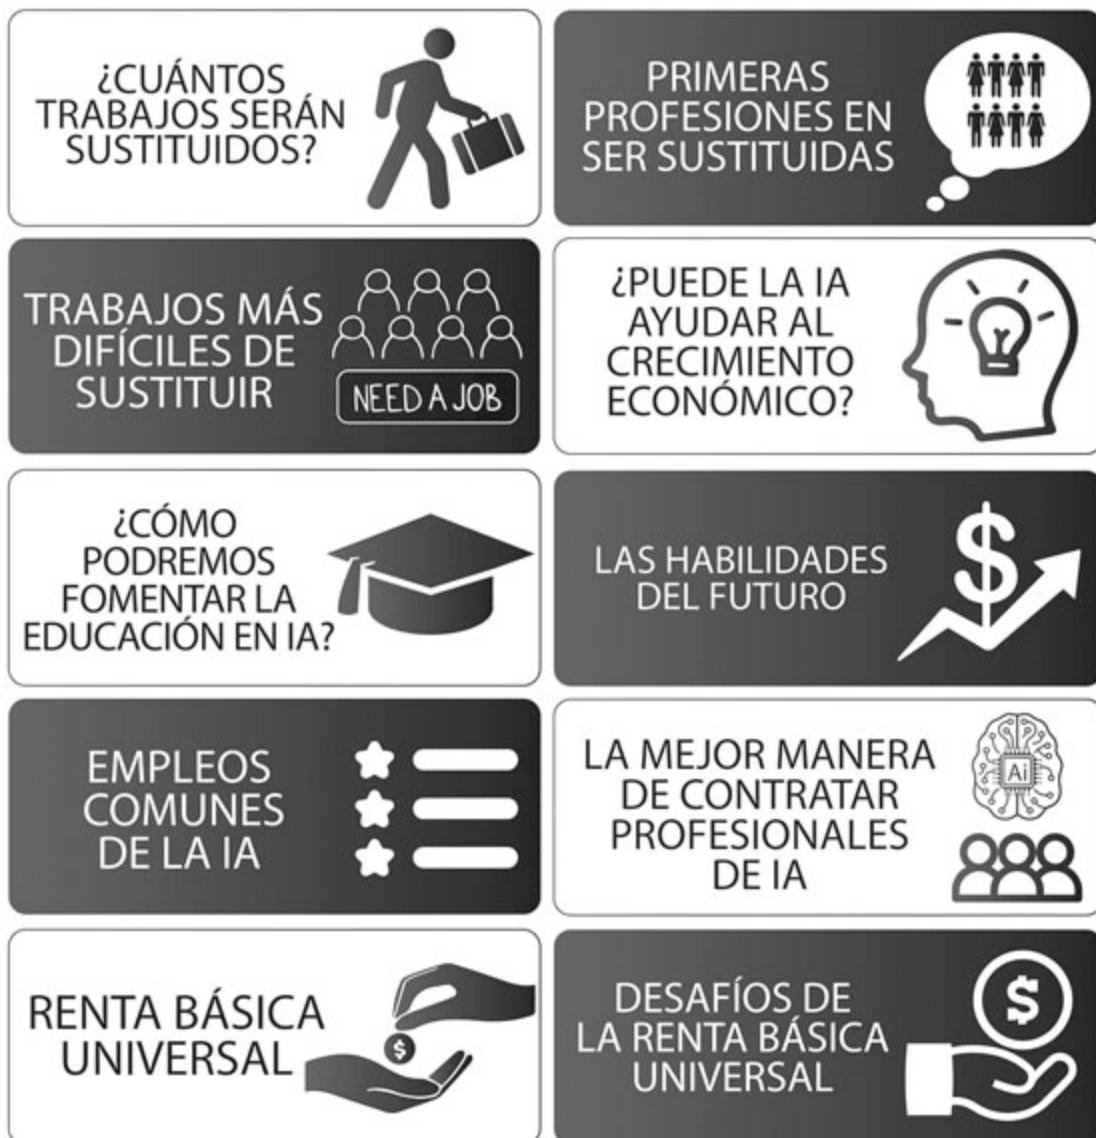 ¿CUÁNTOS
TRABAJOS SERÁN
SUSTITUIDOS?
PRIMERAS
PROFESIONES EN
SER SUSTITUIDAS
TRABAJOS MÁS
DIFÍCILES DE
SUSTITUIR
NEED A JOB
¿PUEDE LA IA
AYUDAR AL
CRECIMIENTO
ECONÓMICO?
¿CÓMO
PODREMOS
FOMENTAR LA
EDUCACIÓN EN IA?
LAS HABILIDADES
DEL FUTURO
$
EMPLEOS
COMUNES
DE LA IA
LA MEJOR MANERA
DE CONTRATAR
PROFESIONALES
DE IA
Ai
RENTA BÁSICA
UNIVERSAL
$
DESAFÍOS DE
LA RENTA BÁSICA
UNIVERSAL
$